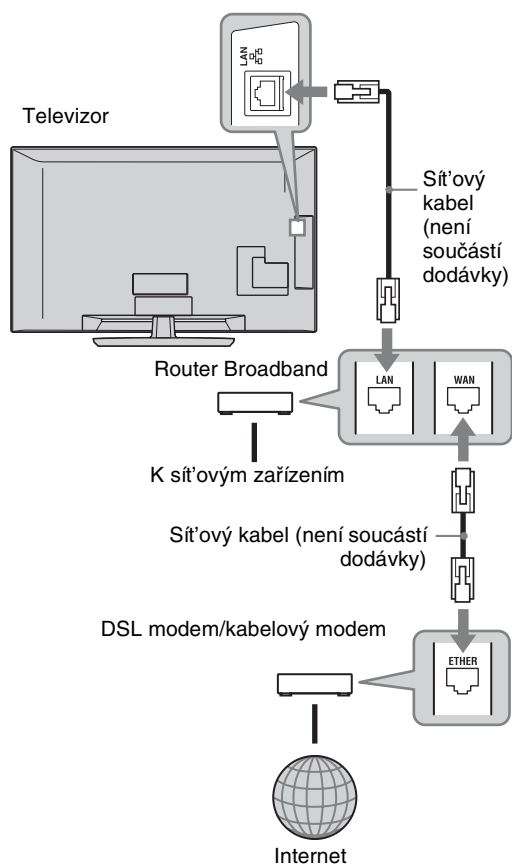 LAN
Televizor
Síťový
kabel
(není
součástí
dodávky)
Router Broadband
LAN
WAN
K síťovým zařízením
Síťový kabel (není soucástí
dodávky)
DSL modem/kabelový modem
ETHER
Internet